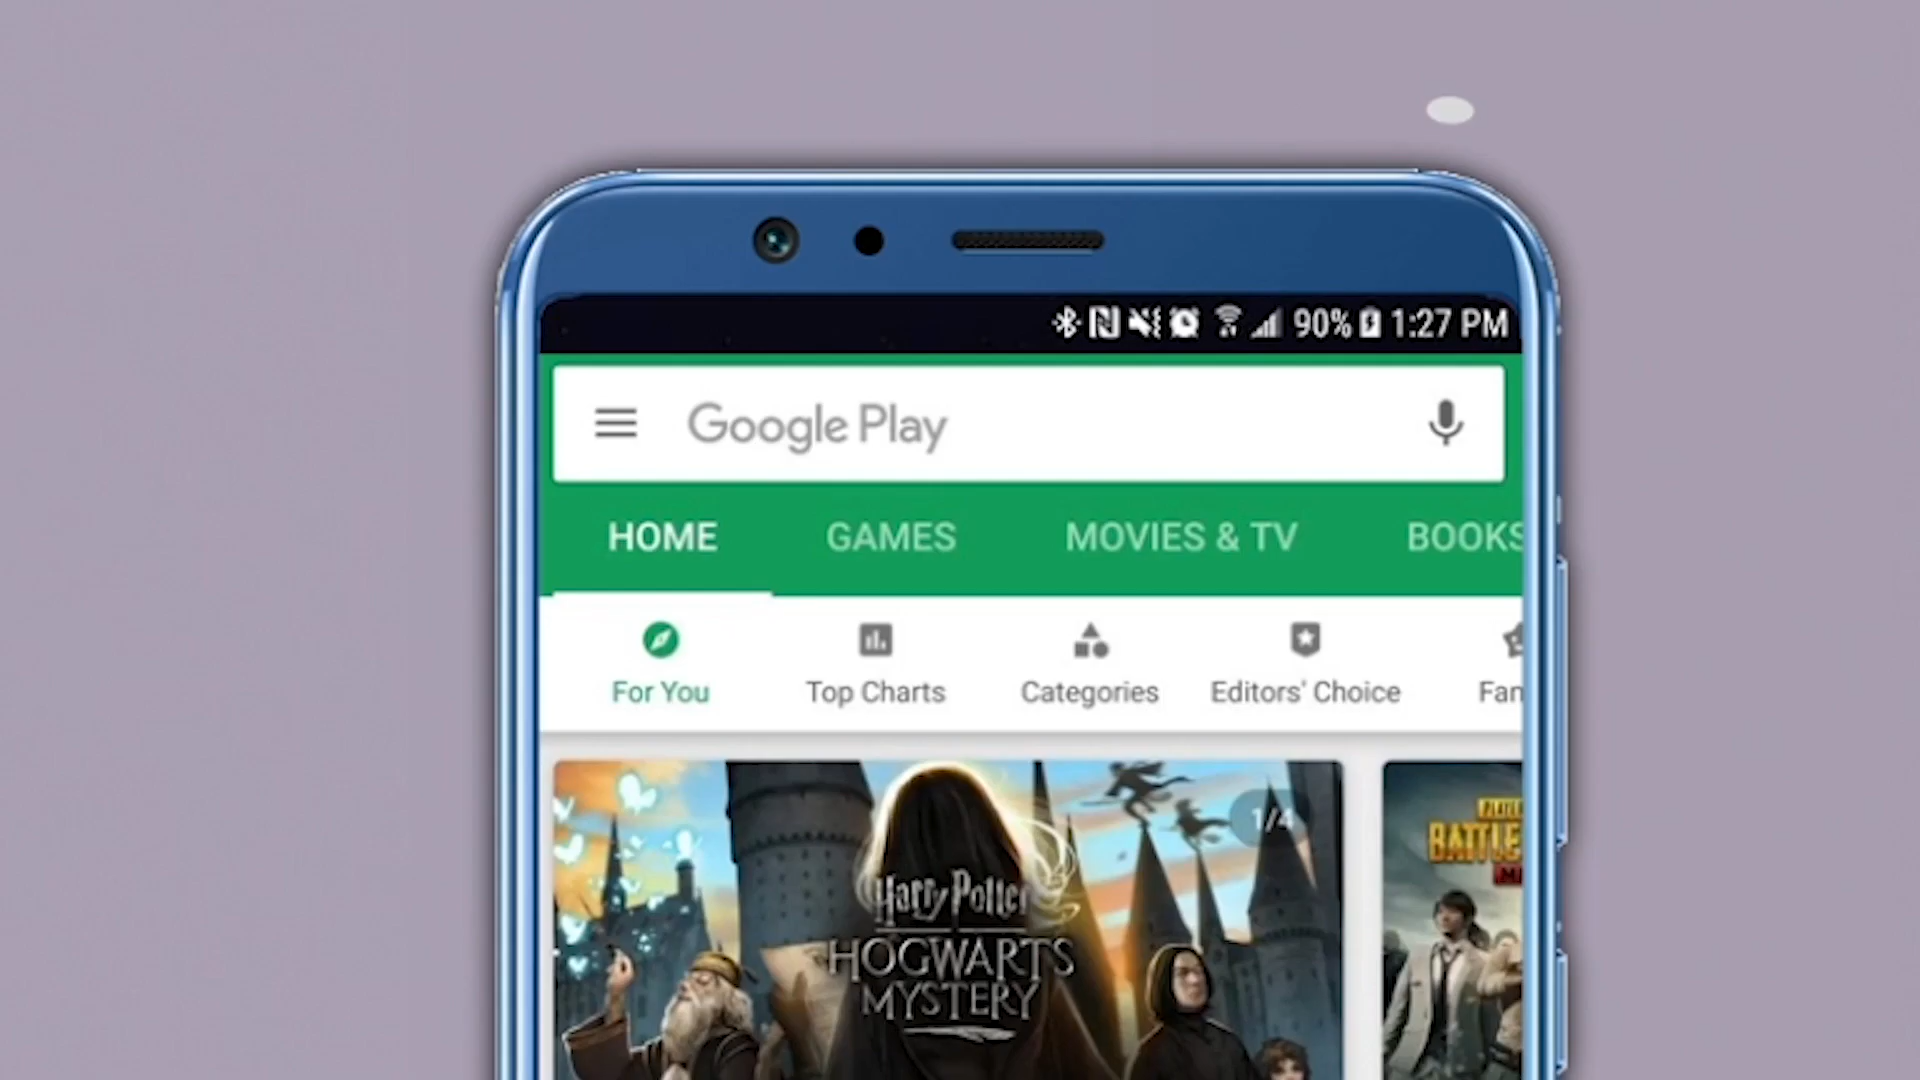 90% 1:27 PM
Google Play
HOME GAMES MOVIES & TV BOOKS
For You Top Charts Categories Editors' Choice Fan
1/4
Harry Potter
HOGWARTS
MYSTERY
BATTLE